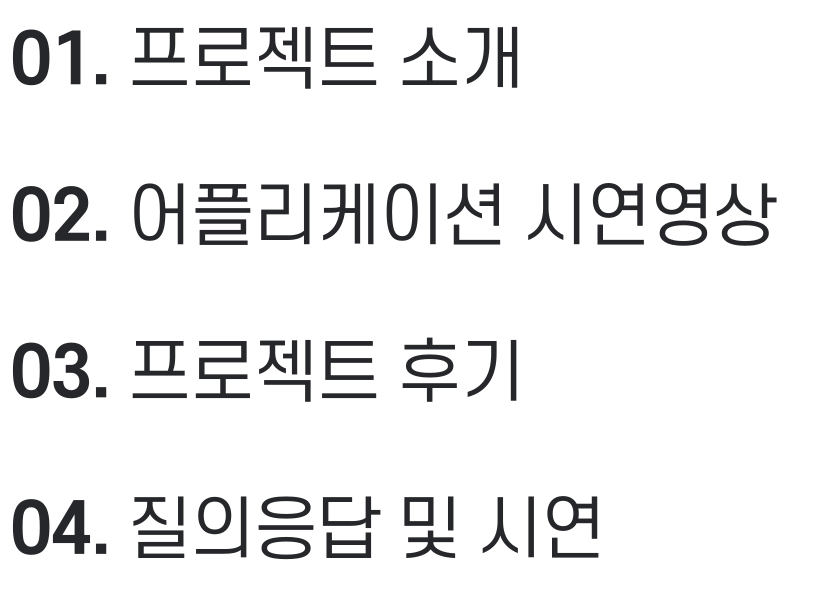 01. 프로젝트 소개
02. 어플리케이션 시연영상
03. 프로젝트 후기
04. 질의응답 및 시연